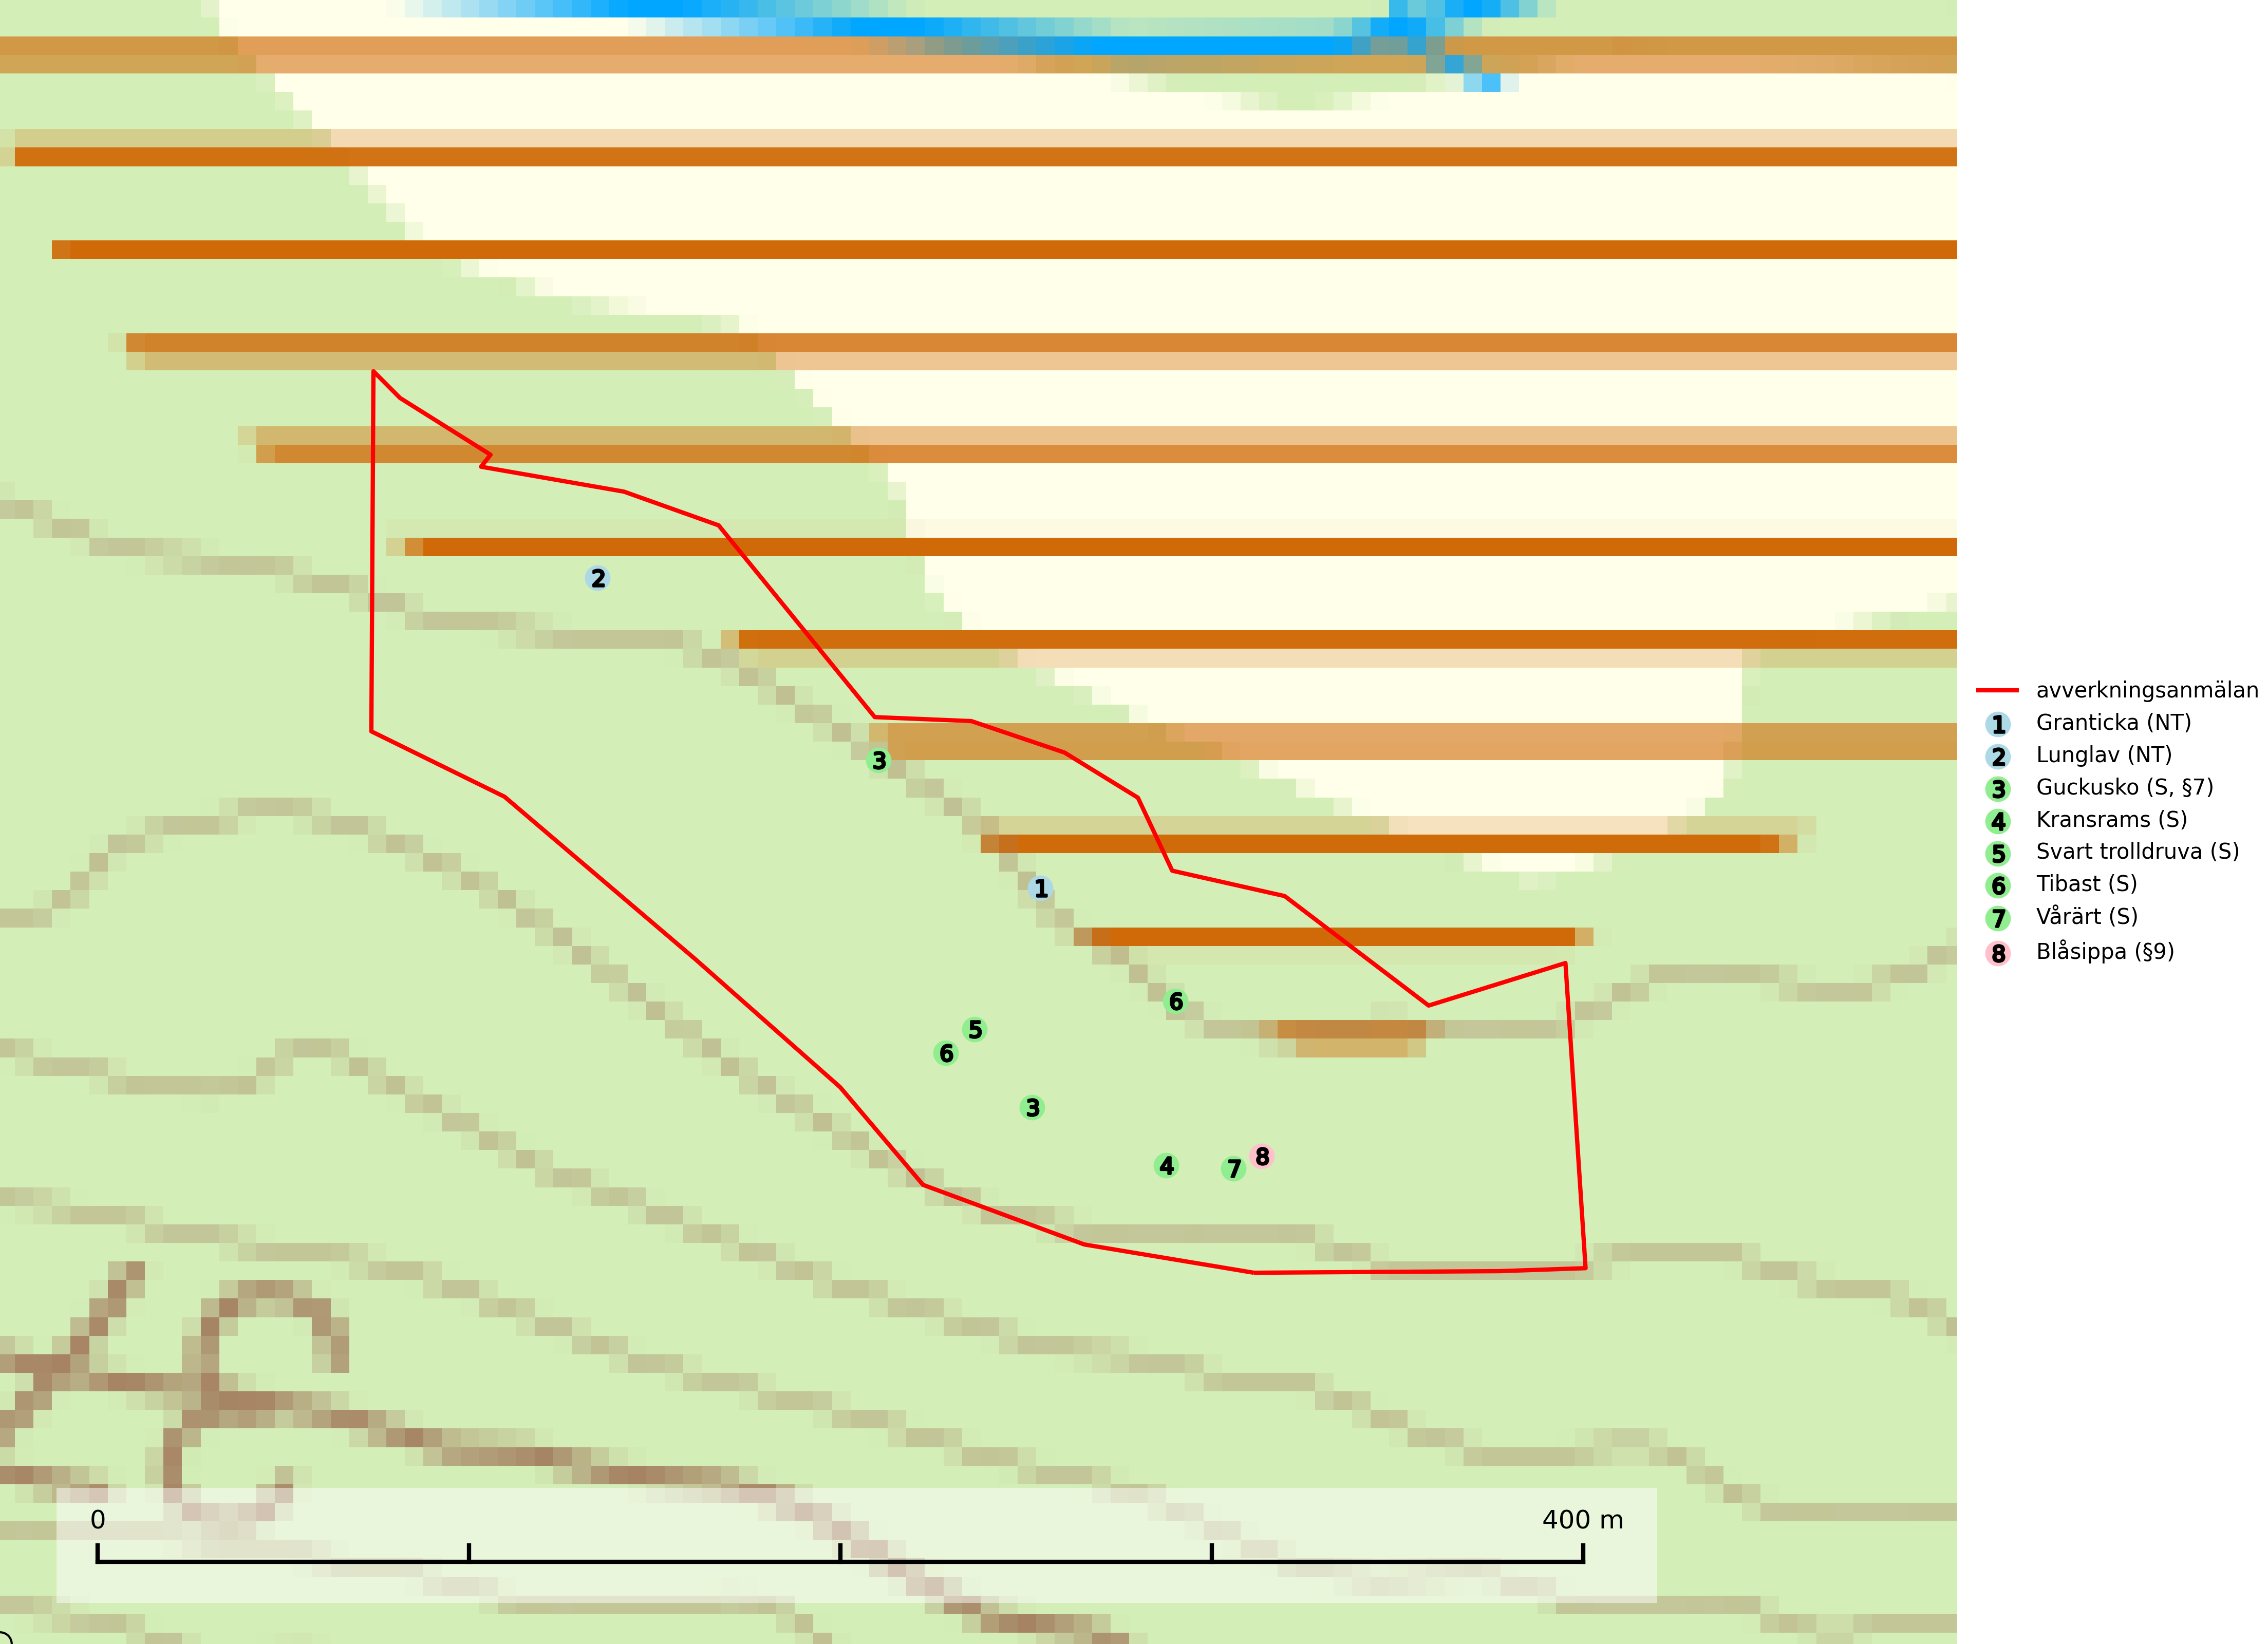 2
3
1
6
5
6
3
4
7
8
avverkningsanmälan
1 Granticka (NT)
2 Lunglav (NT)
3 Guckusko (S, §7)
4 Kransrams (S)
5 Svart trolldruva (S)
6 Tibast (S)
7 Vårärt (S)
8 Blåsippa (§9)
0 400 m